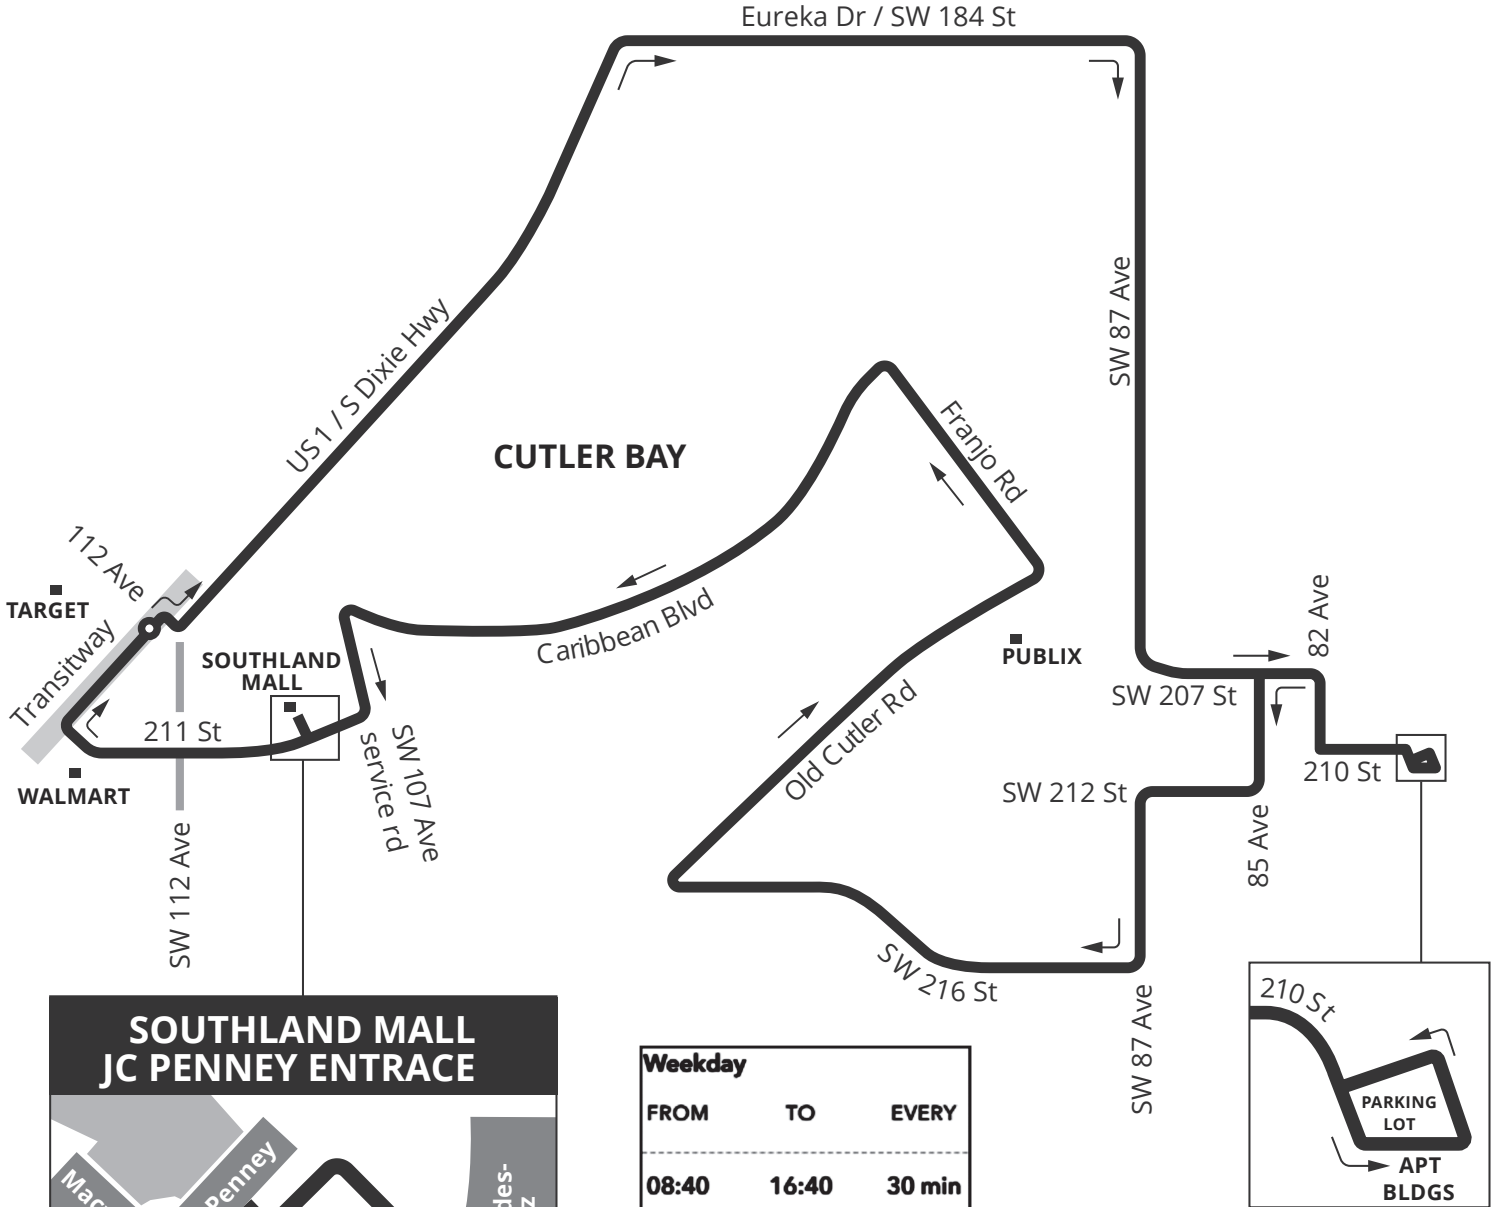 Eureka Dr / SW 184 St
SW 87 Ave
US1 / S Dixie Hwy
Franjo Rd
CUTLER BAY
112 Ave
TARGET
Transitway
82 Ave
Caribbean Blvd
PUBLIX
SOUTHLAND
MALL
SW 207 St
211 St
Old Cutler Rd
SW 107 Ave
service rd
WALMART
SW 212 St
210 St
85 Ave
SW 112 Ave
SW 216 St
SW 87 Ave
210 St
PARKING
LOT
APT
BLDGS
SOUTHLAND MALL
JC PENNEY ENTRACE
Penney
Weekday
FROM TO EVERY
08:40 16:40 30 min